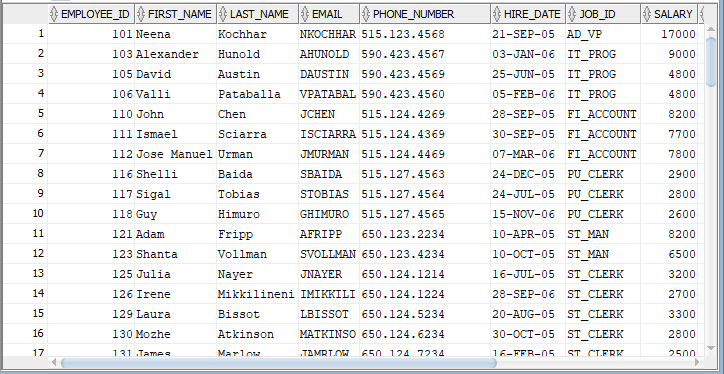 EMPLOYEE_ID FIRST_NAME LAST_NAME EMAIL PHONE_NUMBER HIRE_DATE JOB_ID SALARY
1 101 Neena Kochhar NKOCHHAR 515.123.4568 21-SEP-05 AD_VP 17000
2 103 Alexander Hunold AHUNOLD 590.423.4567 03-JAN-06 IT_PROG 9000
3 105 David Austin DAUSTIN 590.423.4569 25-JUN-05 IT_PROG 4800
4 106 Valli Pataballa VPATABAL 590.423.4560 05-FEB-06 IT_PROG 4800
5 110 John Chen JCHEN 515.124.4269 28-SEP-05 FI_ACCOUNT 8200
6 111 Ismael Sciarra ISCIARRA 515.124.4369 30-SEP-05 FI_ACCOUNT 7700
7 112 Jose Manuel Urman JMURMAN 515.124.4469 07-MAR-06 FI_ACCOUNT 7800
8 116 Shelli Baida SBAIDA 515.127.4563 24-DEC-05 PU_CLERK 2900
9 117 Sigal Tobias STOBIAS 515.127.4564 24-JUL-05 PU_CLERK 2800
10 118 Guy Himuro GHIMURO 515.127.4565 15-NOV-06 PU_CLERK 2600
11 121 Adam Fripp AFRIPP 650.123.2234 10-APR-05 ST_MAN 8200
12 123 Shanta Vollman SVOLLMAN 650.123.4234 10-OCT-05 ST_MAN 6500
13 125 Julia Nayer JNAYER 650.124.1214 16-JUL-05 ST_CLERK 3200
14 126 Irene Mikkilineni IMIKKILI 650.124.1224 28-SEP-06 ST_CLERK 2700
15 129 Laura Bissot LBISSOT 650.124.5234 20-AUG-05 ST_CLERK 3300
16 130 Mozhe Atkinson MATKINSO 650.124.6234 30-OCT-05 ST_CLERK 2800
17 131 James Marlow JAMRLOW 650.124.7234 16-FEB-05 ST_CLERK 2500